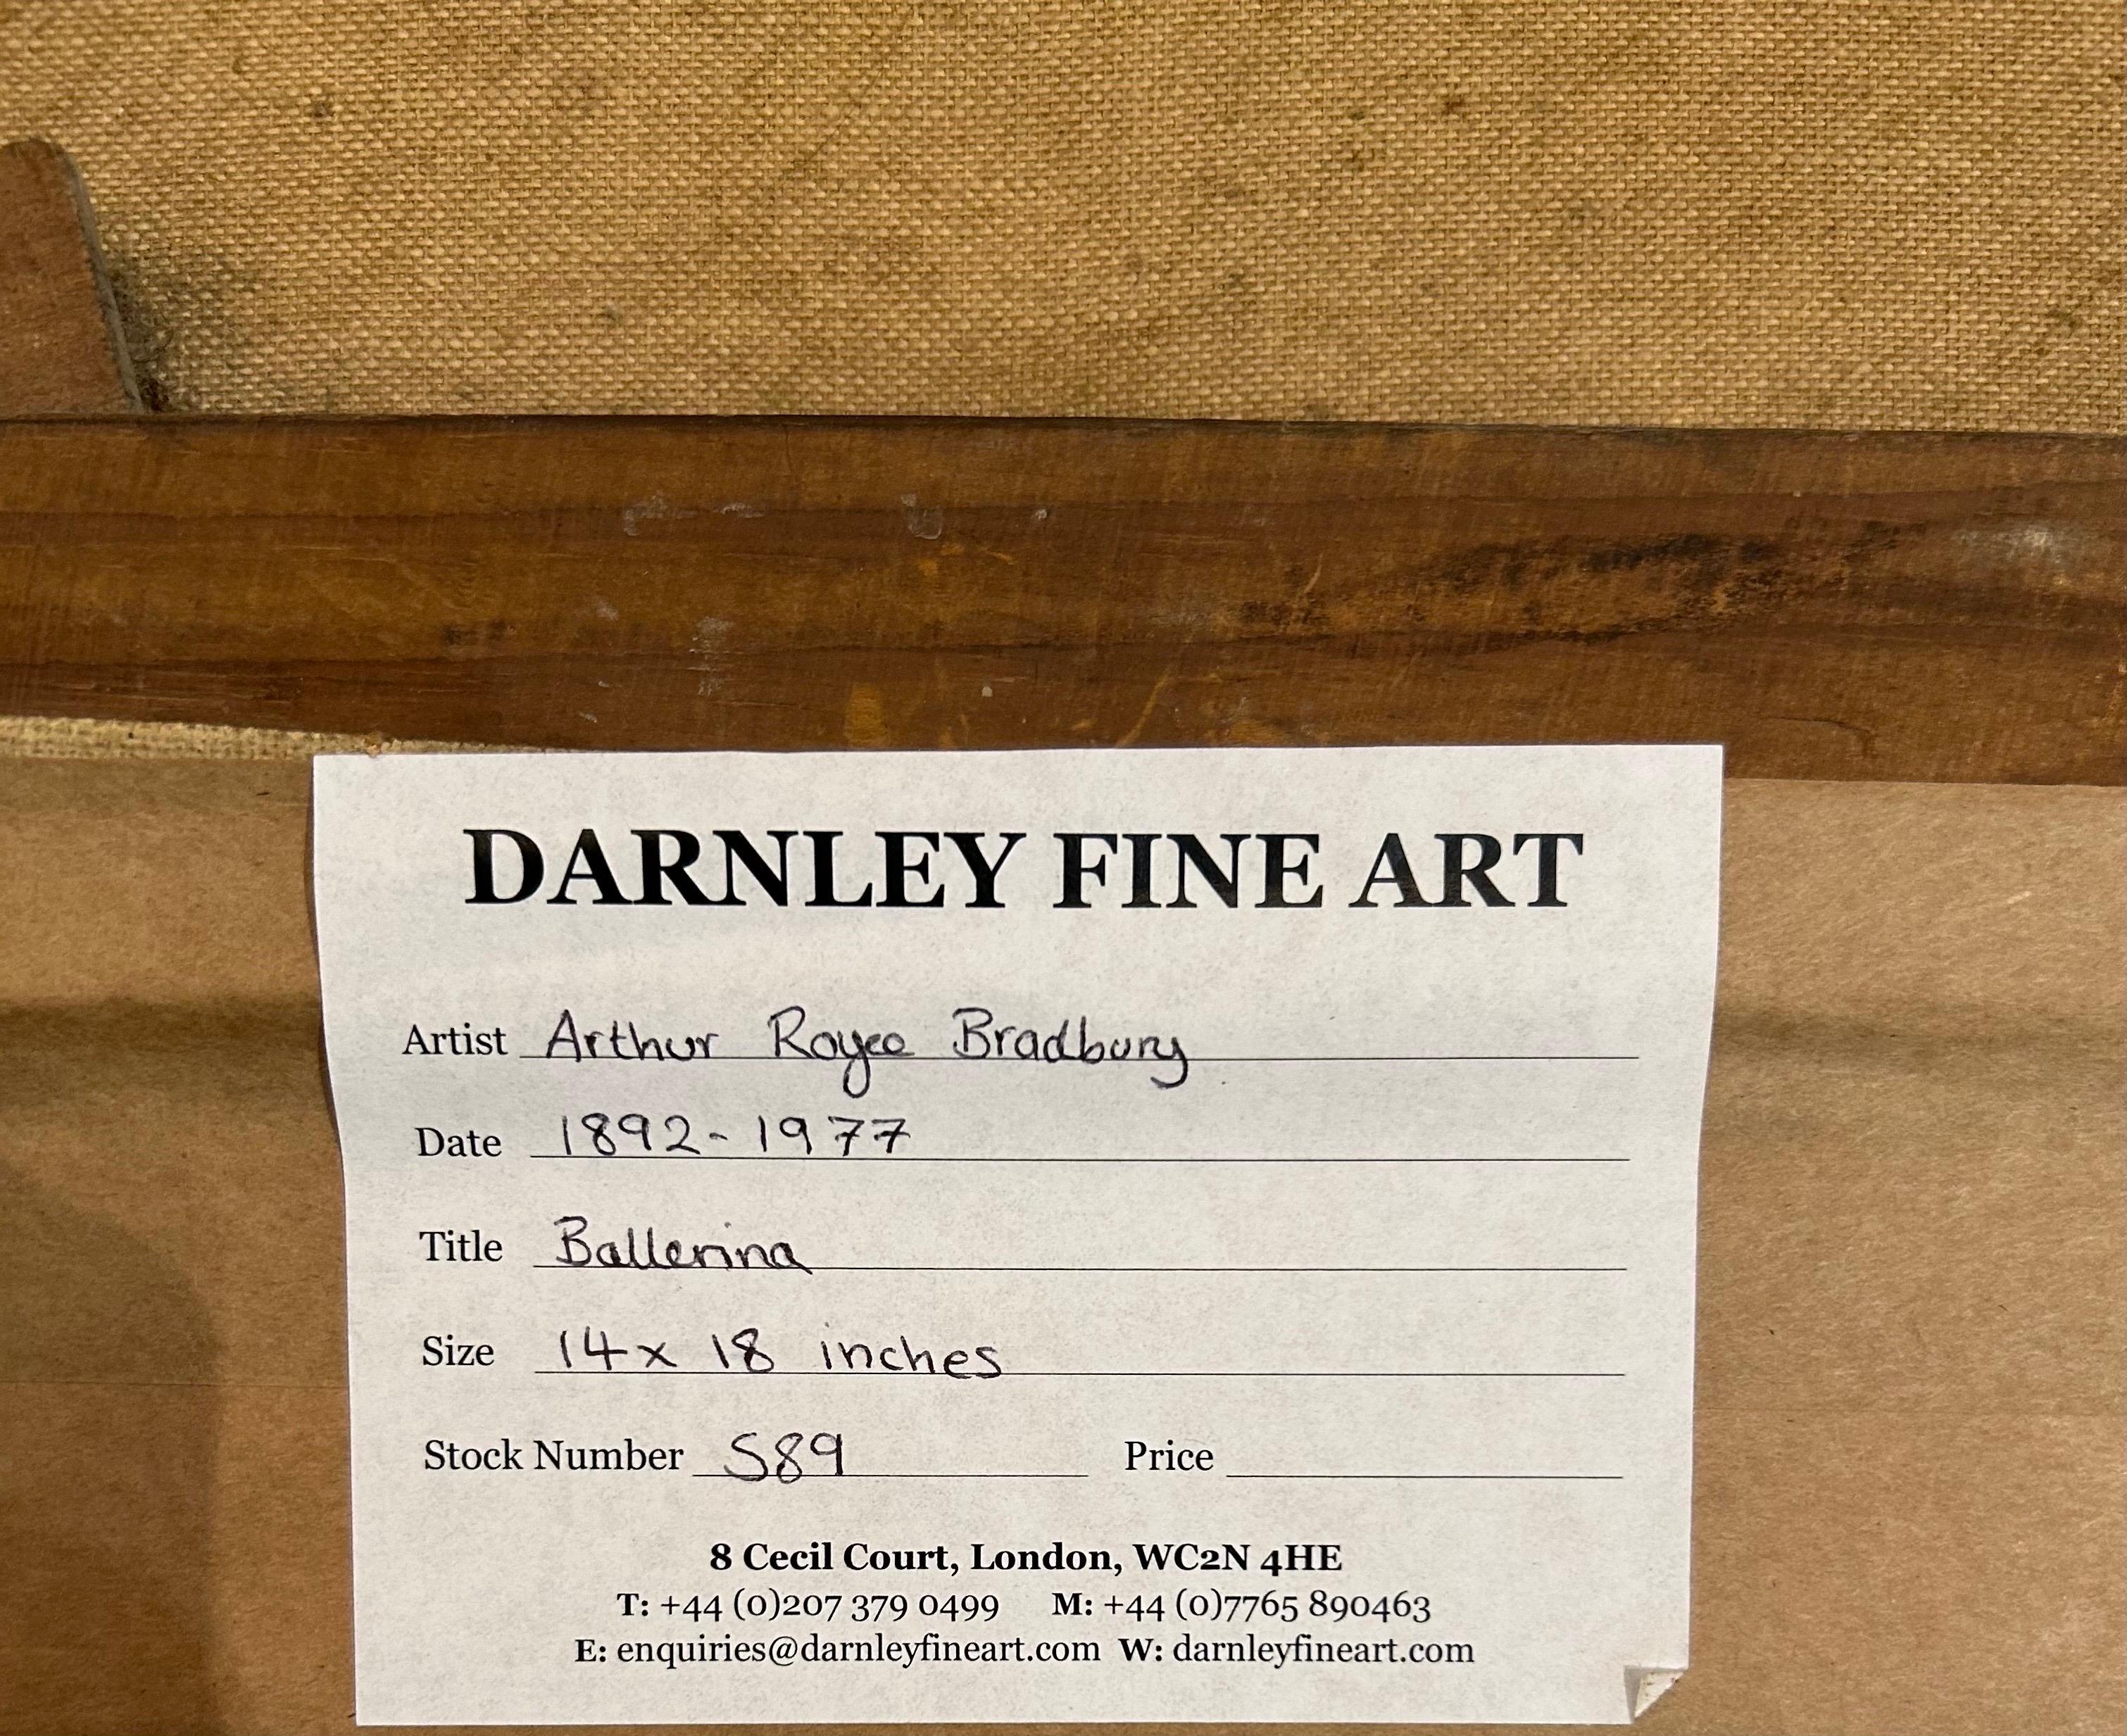 DARNLEY FINE ART
Artist Arthur Royce Bradbury
Date 1892-1977
Title Ballerina
Size 14x 18 inches
Stock Number S89 Price
8 Cecil Court, London, WC2N 4HE
T: +44 (0)207 379 0499 M: +44 (0)7765 890463
E: enquiries@darnleyfineart.com W: darnleyfineart.com